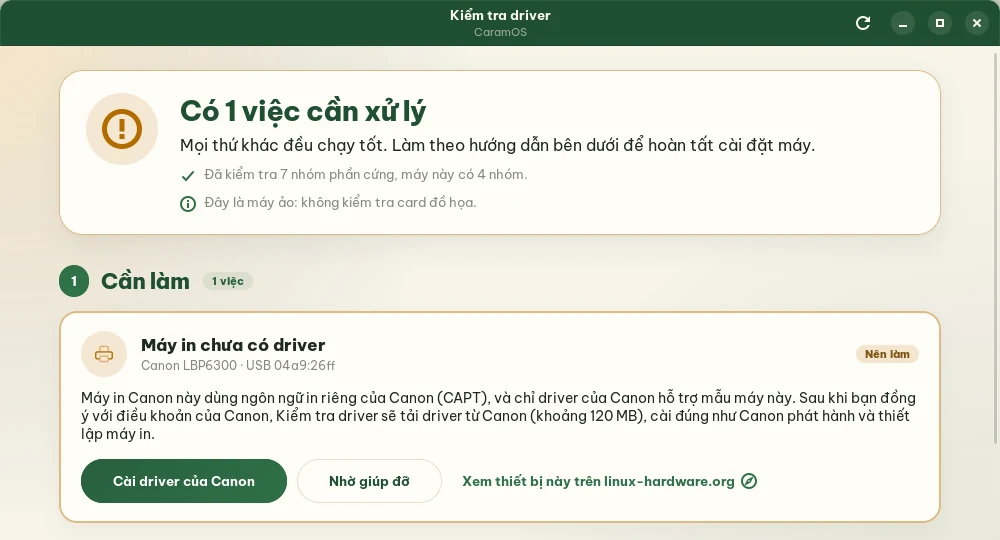 Kiểm tra driver
CaramOS
Có 1 việc cần xử lý
Mọi thứ khác đều chạy tốt. Làm theo hướng dẫn bên dưới để hoàn tất cài đặt máy.
Đã kiểm tra 7 nhóm phần cứng, máy này có 4 nhóm.
Đây là máy ảo: không kiểm tra card đồ họa.
1 Cần làm 1 việc
Máy in chưa có driver
Canon LBP6300 · USB 04a9:26ff
Nên làm
Máy in Canon này dùng ngôn ngữ in riêng của Canon (CAPT), và chỉ driver của Canon hỗ trợ mẫu máy này. Sau khi bạn đồng
ý với điều khoản của Canon, Kiểm tra driver sẽ tải driver từ Canon (khoảng 120 MB), cài đúng như Canon phát hành và thiết
lập máy in.
Cài driver của Canon Nhờ giúp đỡ Xem thiết bị này trên linux-hardware.org